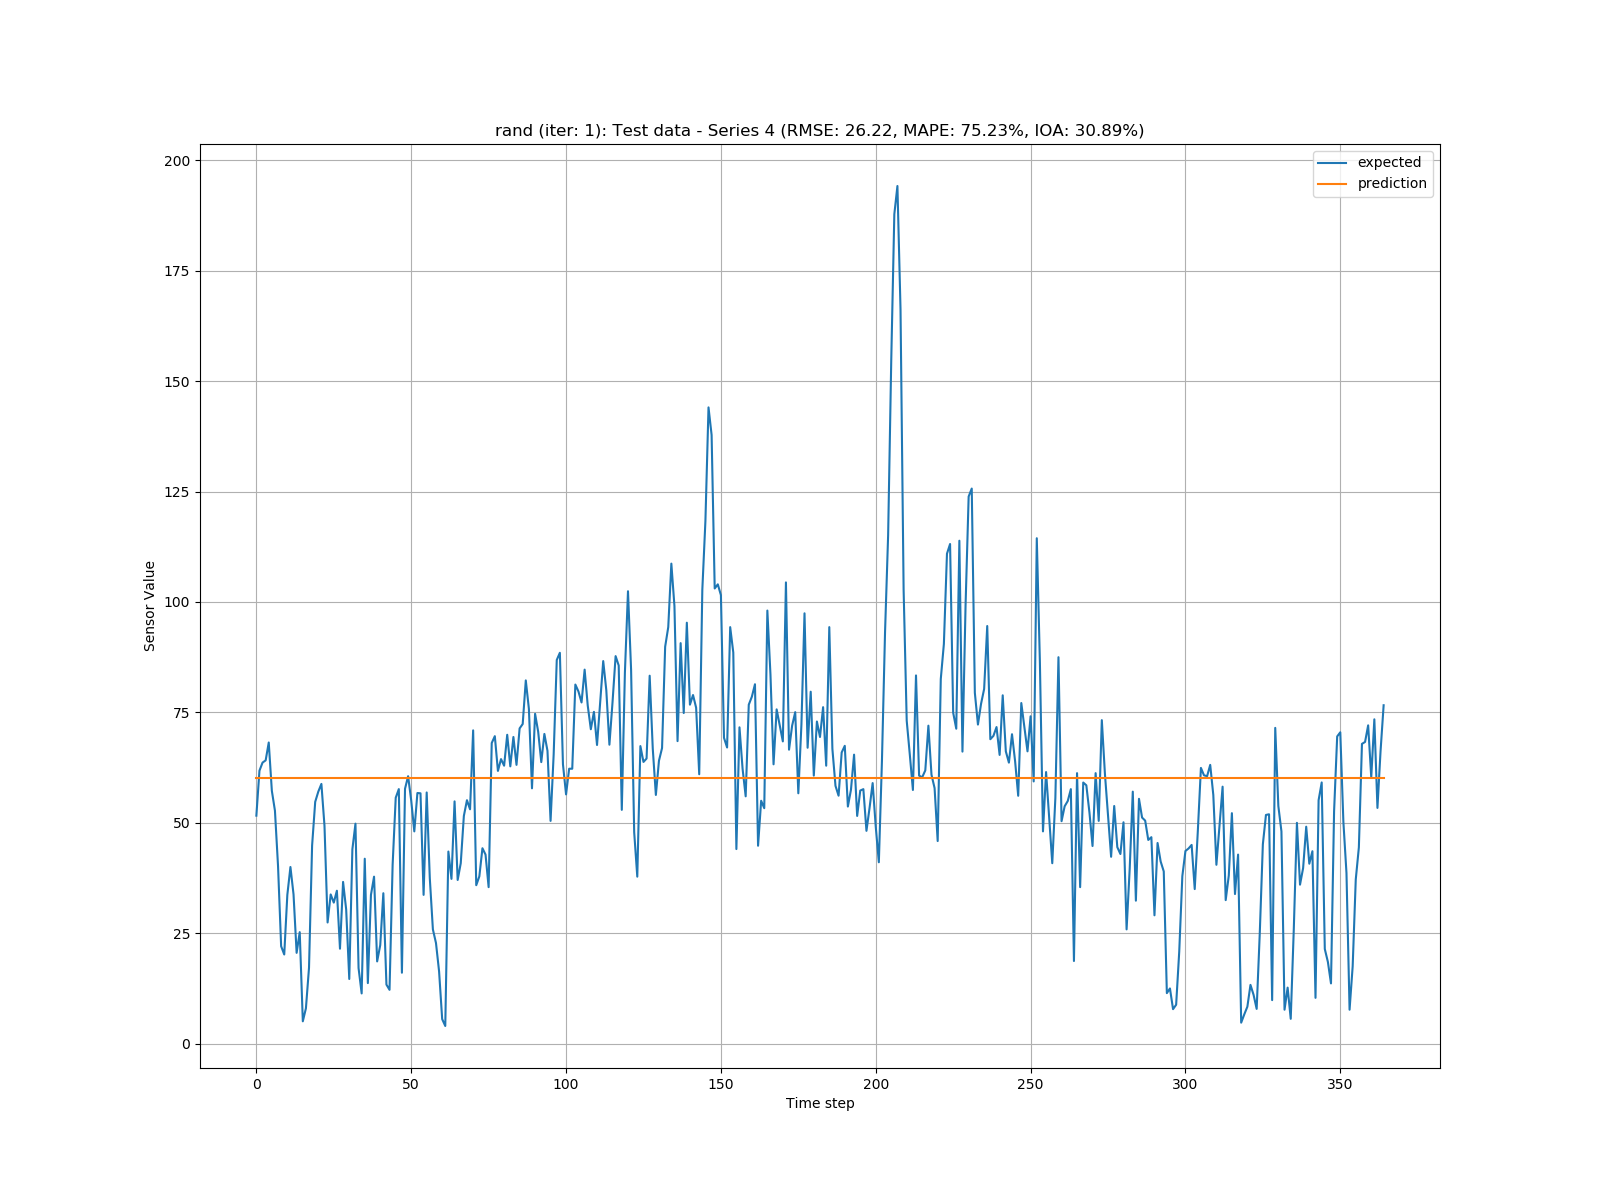 rand (iter: 1): Test data - Series 4 (RMSE: 26.22, MAPE: 75.23%, IOA: 30.89%)
expected
prediction
200
175
150
125
100
75
50
25
0
Sensor Value
0 50 100 150 200 250 300 350
Time step